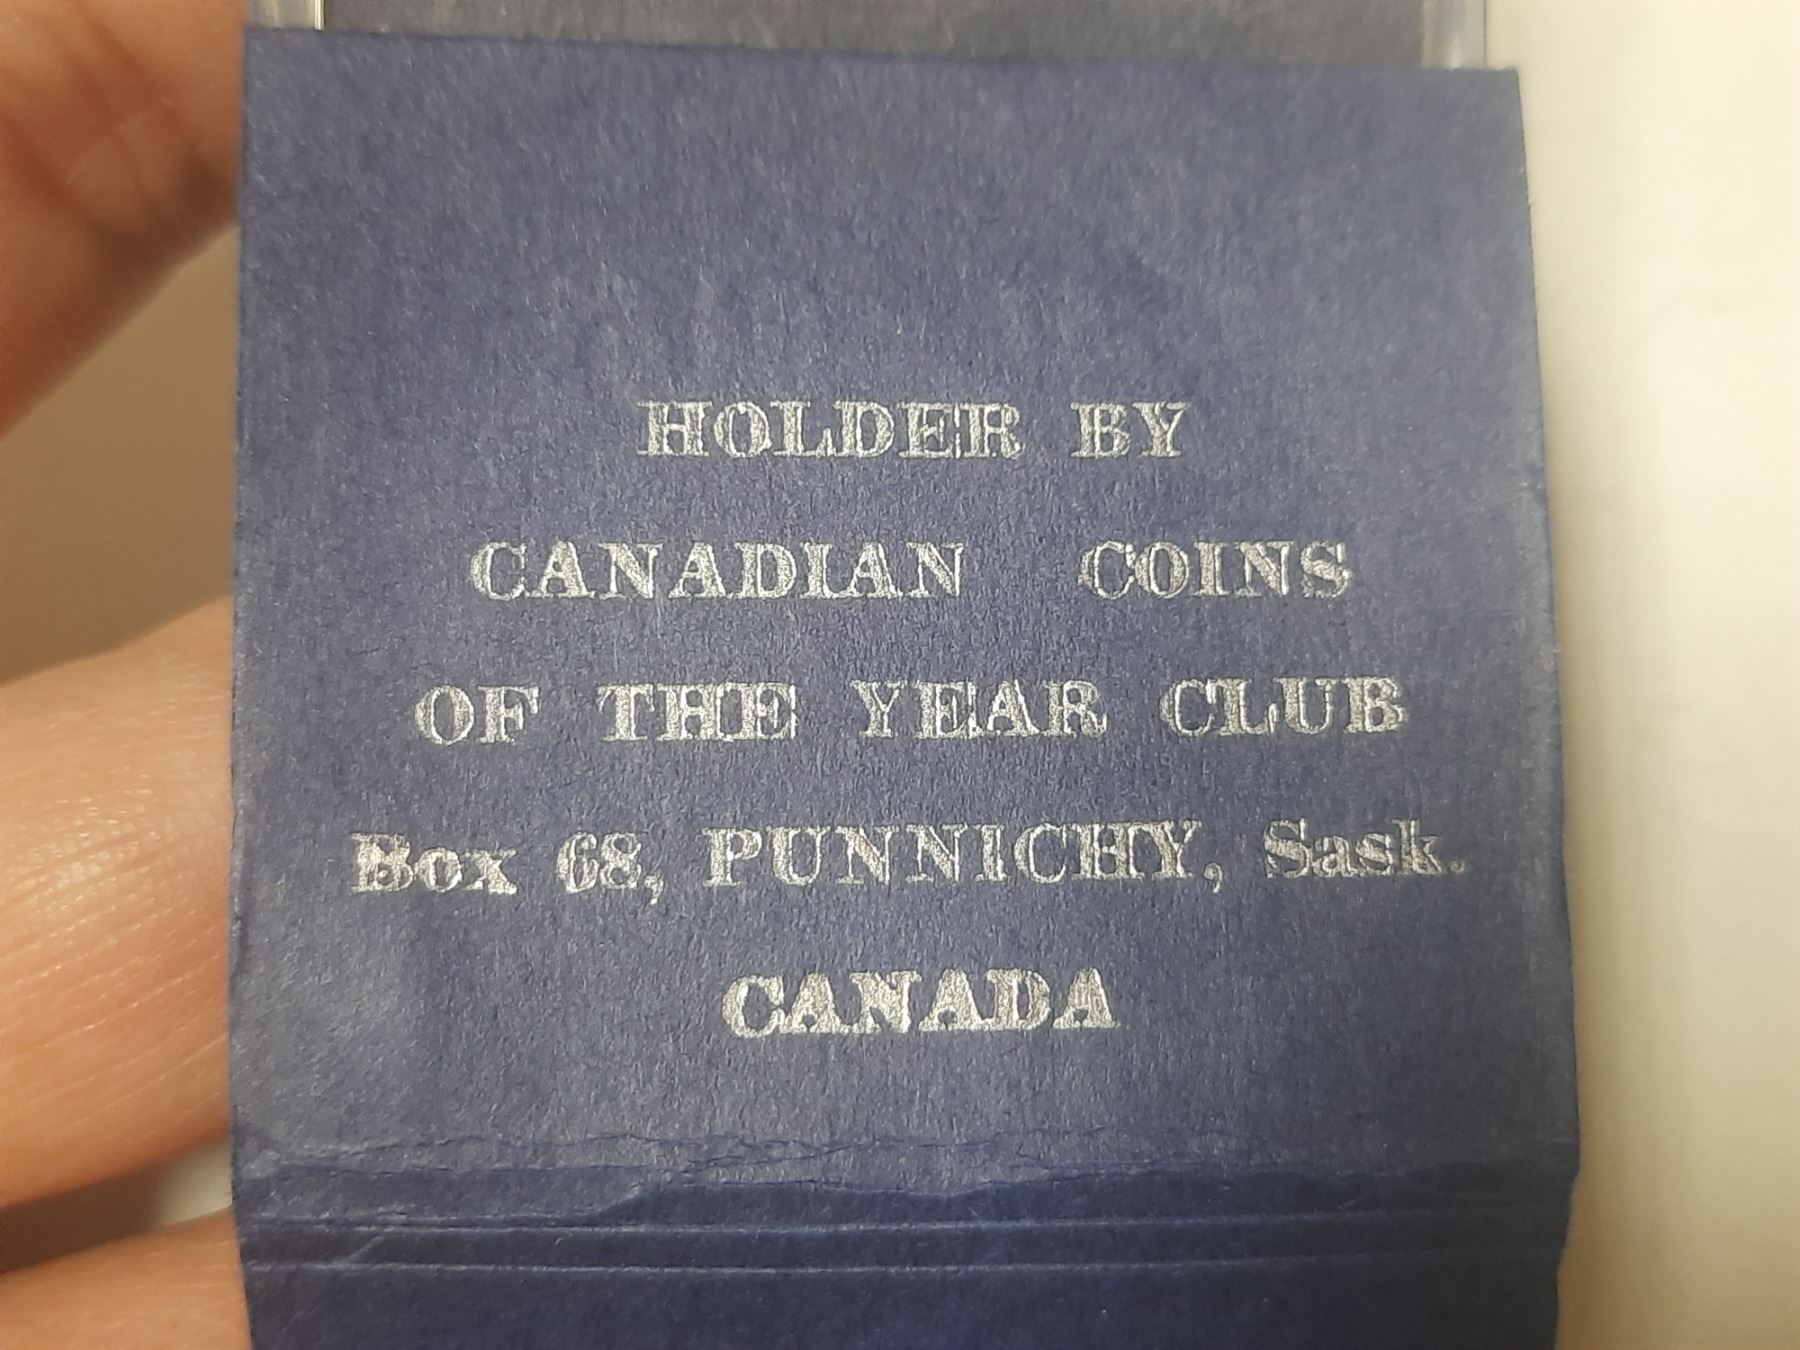 HOLDER BY
CANADIAN COINS
OF THE YEAR CLUB
Box 68, PUNNICHY, Sask.
CANADA